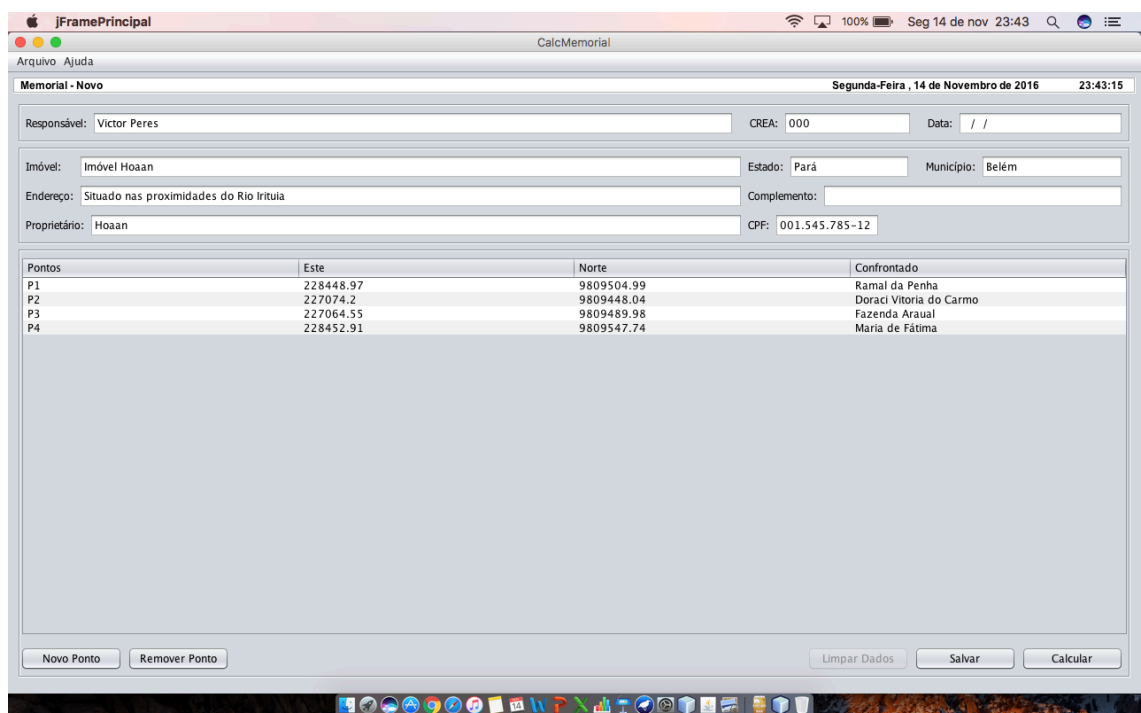 jFramePrincipal 100% Seg 14 de nov 23:43
CalcMemorial
Arquivo Ajuda
Memorial - Novo Segunda-Feira , 14 de Novembro de 2016 23:43:15
Responsável: Victor Peres CREA: 000 Data: / /
Imóvel: Imóvel Hoaan Estado: Pará Município: Belém
Endereço: Situado nas proximidades do Rio Irituia Complemento:
Proprietário: Hoaan CPF: 001.545.785-12
Pontos Este Norte Confrontado
P1 228448.97 9809504.99 Ramal da Penha
P2 227074.2 9809448.04 Doraci Vitoria do Carmo
P3 227064.55 9809489.98 Fazenda Araual
P4 228452.91 9809547.74 Maria de Fátima
Novo Ponto Remover Ponto Limpar Dados Salvar Calcular
14